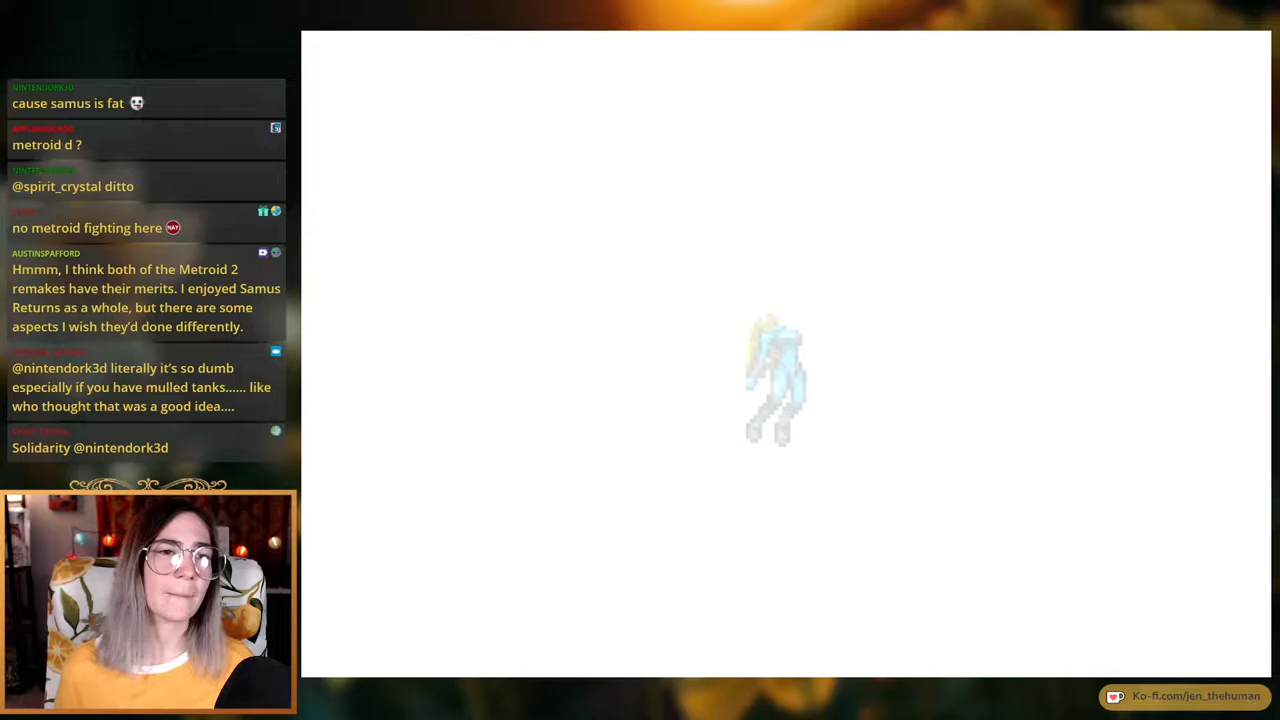 NINTENDORK3D
cause samus is fat
metroid d ?
@spirit_crystal ditto
no metroid fighting here
NAY
AUSTINSPAFFORD
Hmmm, I think both of the Metroid 2
remakes have their merits. I enjoyed Samus
Returns as a whole, but there are some
aspects I wish they’d done differently.
@nintendork3d literally it’s so dumb
especially if you have mulled tanks...... like
who thought that was a good idea....
Solidarity @nintendork3d
Ko-fi.com/jen_thehuman